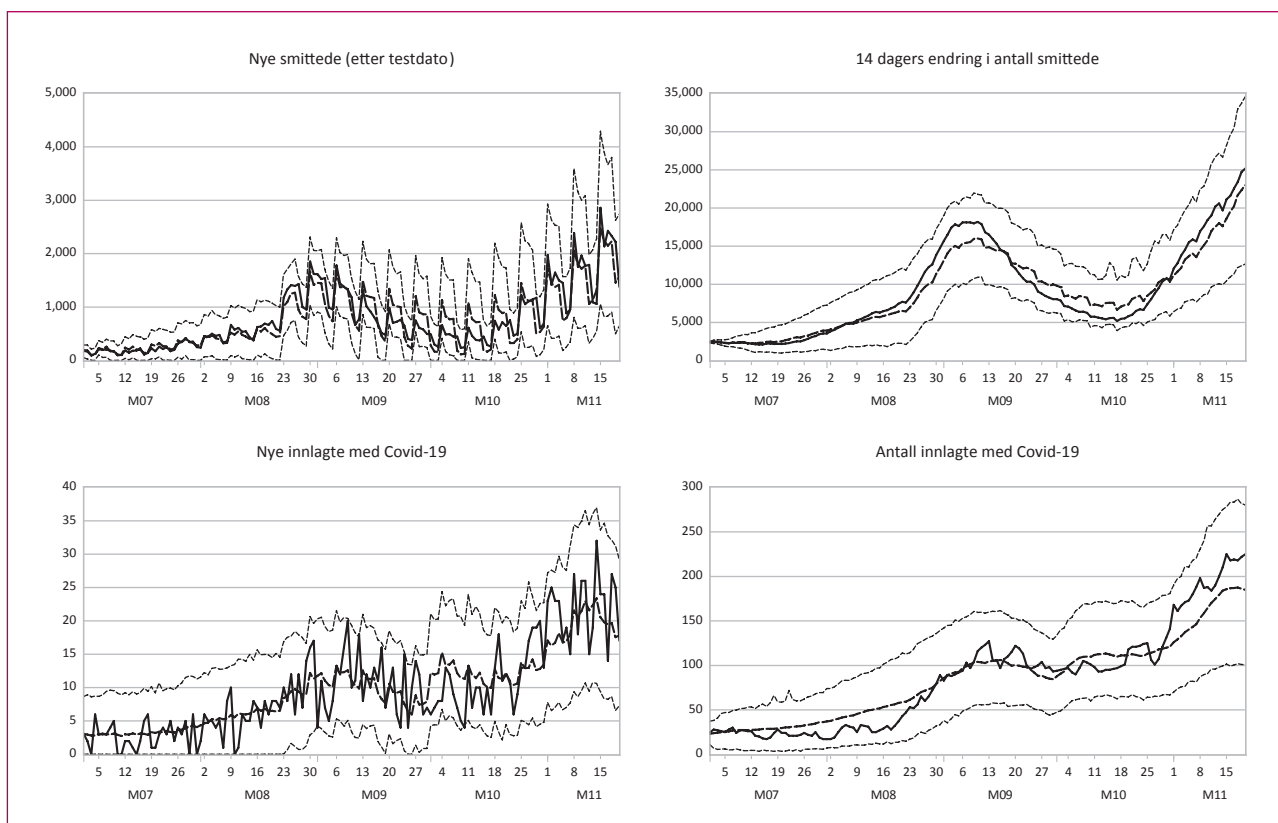 Nye smittede (etter testdato)
5,000
4,000
3,000
2,000
1,000
0
5 12 19 26 2 9 16 23 30 6 13 20 27 4 11 18 25 1 8 15
M07 M08 M09 M10 M11
14 dagers endring i antall smittede
35,000
30,000
25,000
20,000
15,000
10,000
5,000
0
5 12 19 26 2 9 16 23 30 6 13 20 27 4 11 18 25 1 8 15
M07 M08 M09 M10 M11
Nye innlagte med Covid-19
40
35
30
25
20
15
10
5
0
5 12 19 26 2 9 16 23 30 6 13 20 27 4 11 18 25 1 8 15
M07 M08 M09 M10 M11
Antall innlagte med Covid-19
300
250
200
150
100
50
0
5 12 19 26 2 9 16 23 30 6 13 20 27 4 11 18 25 1 8 15
M07 M08 M09 M10 M11